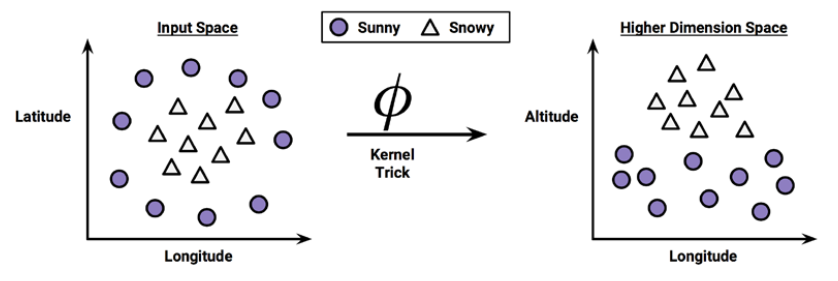 Input Space
Sunny
Snowy
Higher Dimension Space
Latitude
ϕ
Kernel
Trick
Altitude
Longitude
Longitude